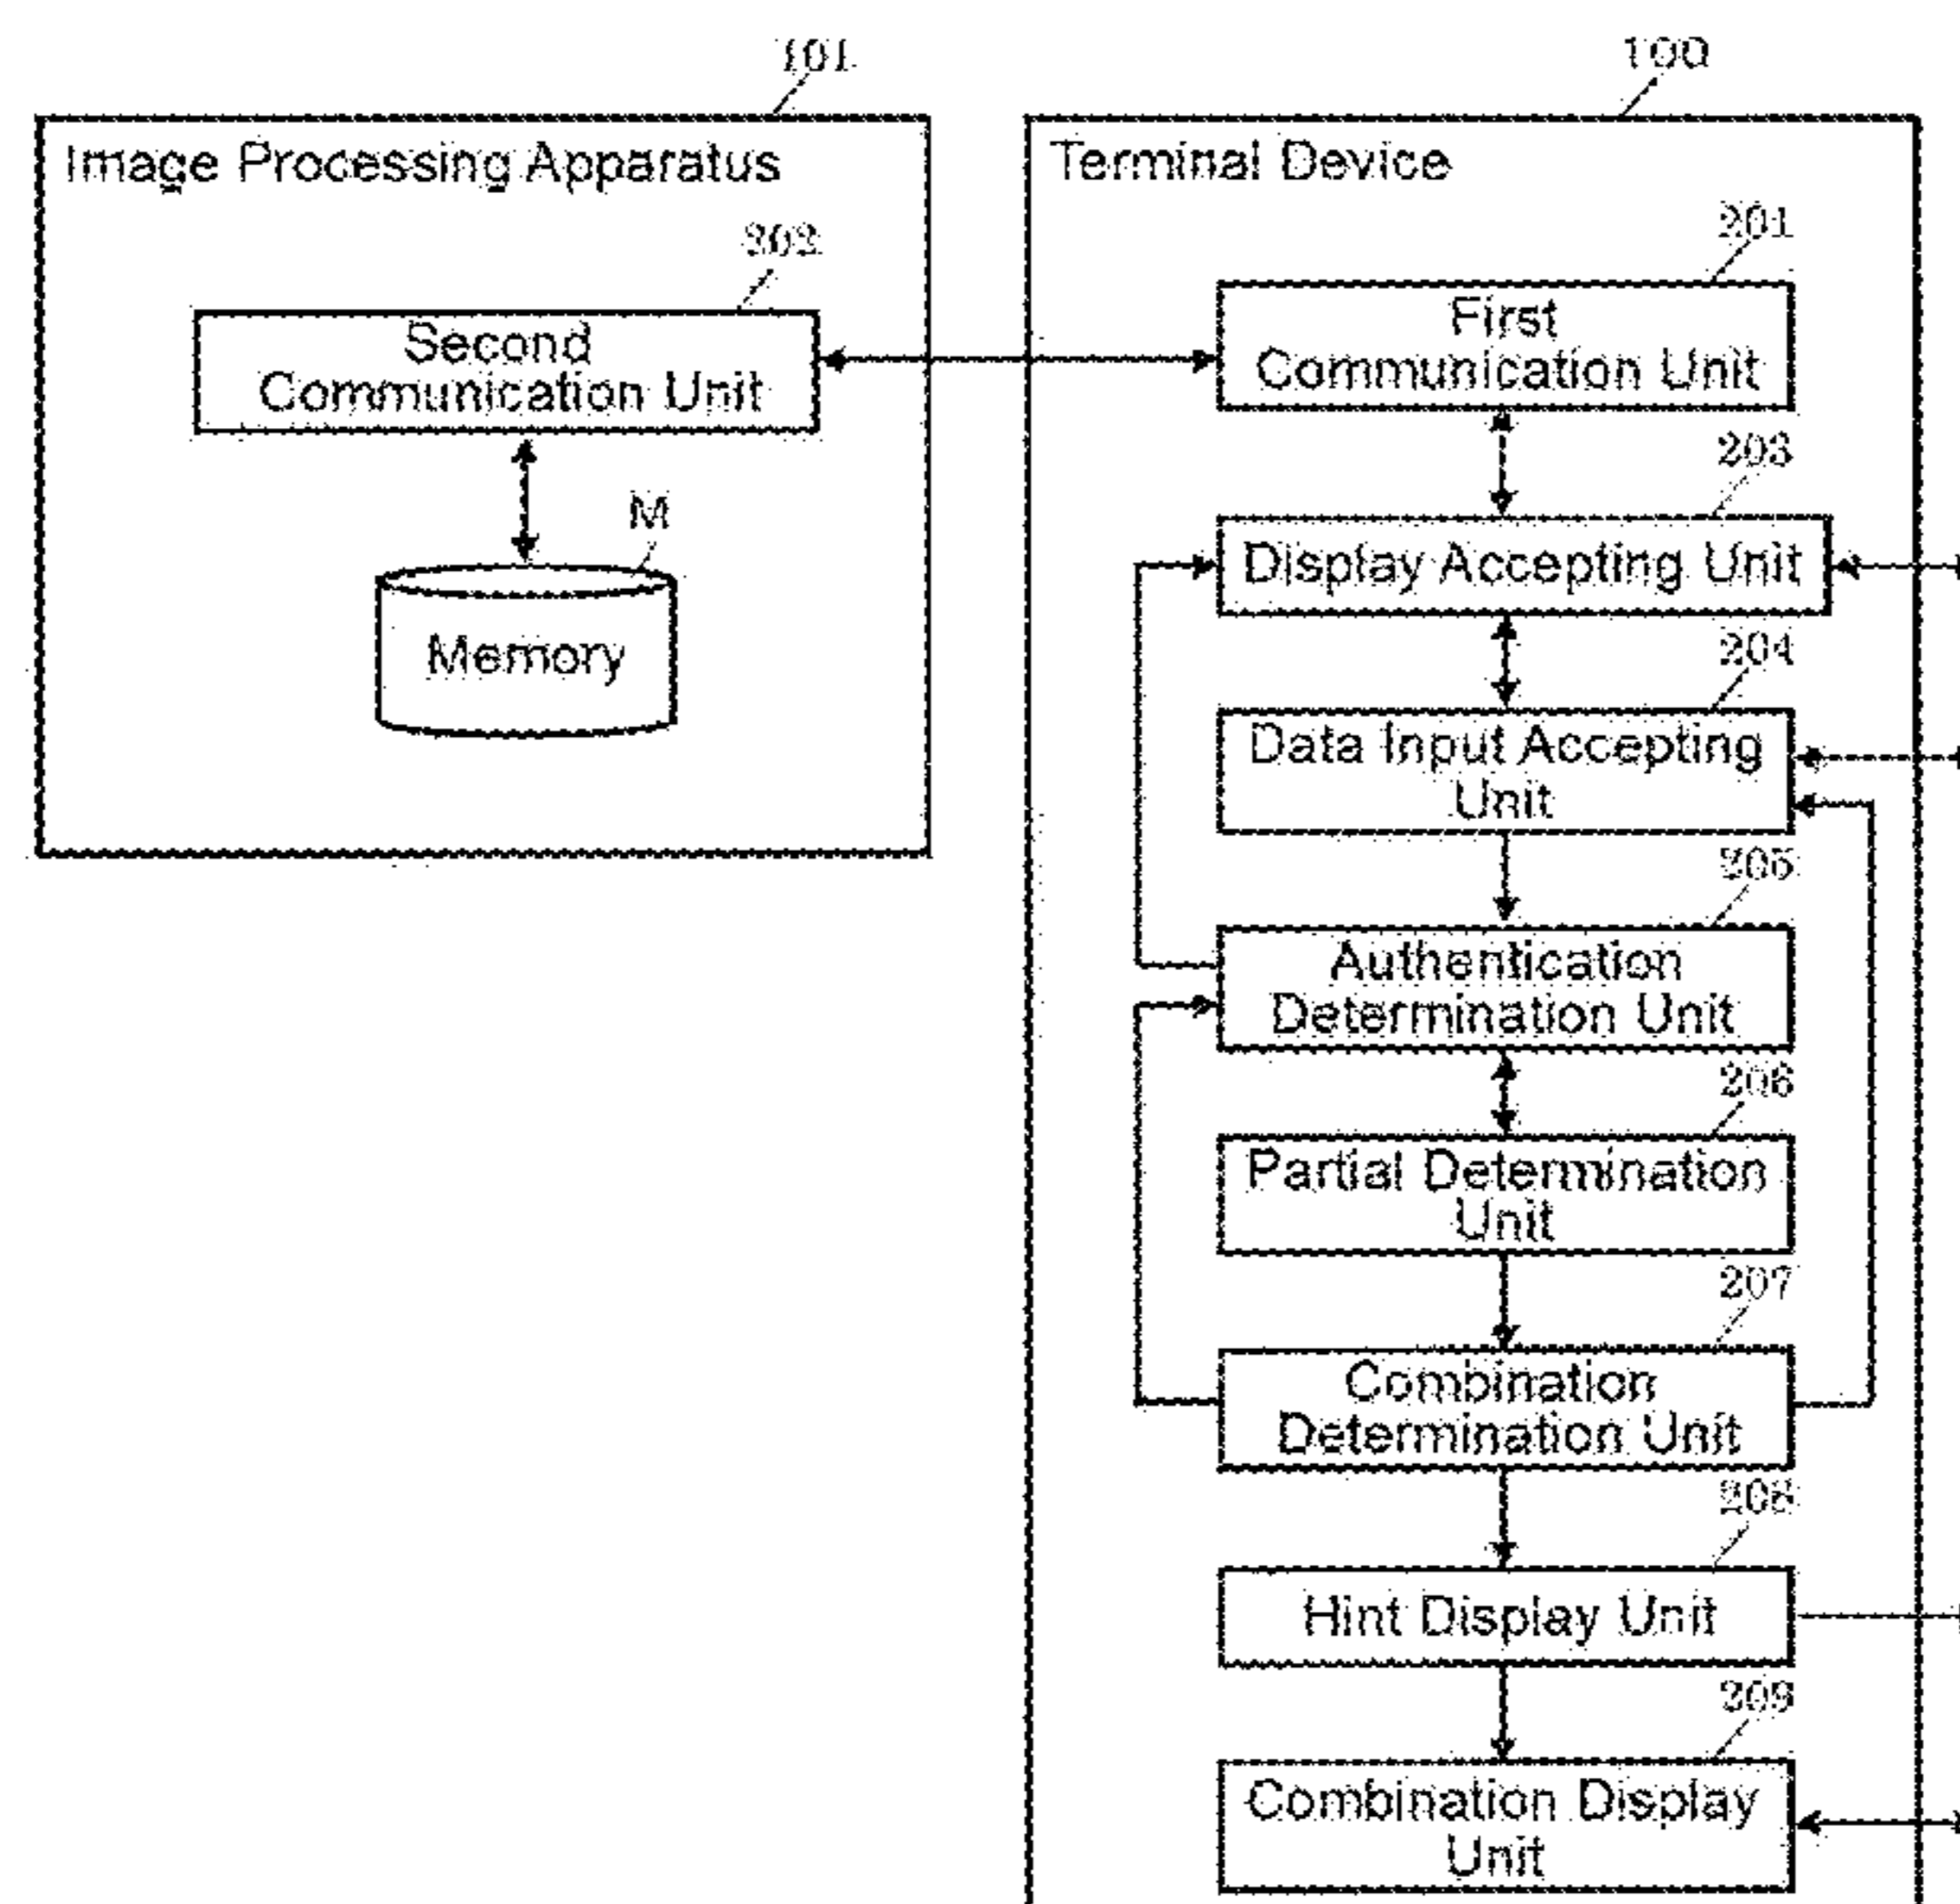 101
Image Processing Apparatus
202
Second
Communication Unit
M
Memory
100
Terminal Device
201
First
Communication Unit
203
Display Accepting Unit
204
Data Input Accepting
Unit
205
Authentication
Determination Unit
206
Partial Determination
Unit
207
Combination
Determination Unit
208
Hint Display Unit
209
Combination Display
Unit